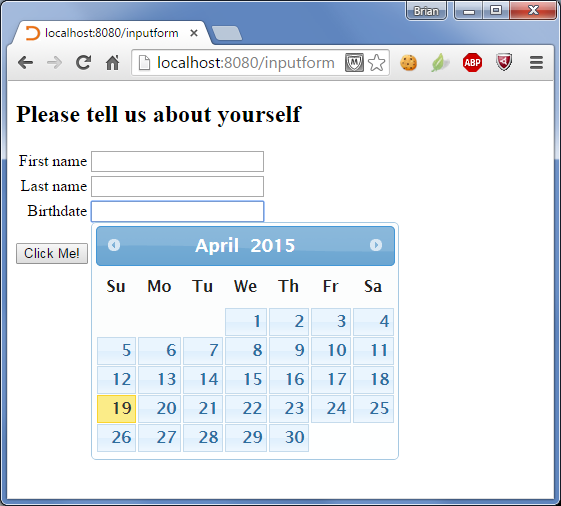 Brian
localhost:8080/inputform
localhost:8080/inputform
ABP
Please tell us about yourself
First name
Last name
Birthdate
Click Me!
April 2015
Su Mo Tu We Th Fr Sa
1 2 3 4
5 6 7 8 9 10 11
12 13 14 15 16 17 18
19 20 21 22 23 24 25
26 27 28 29 30